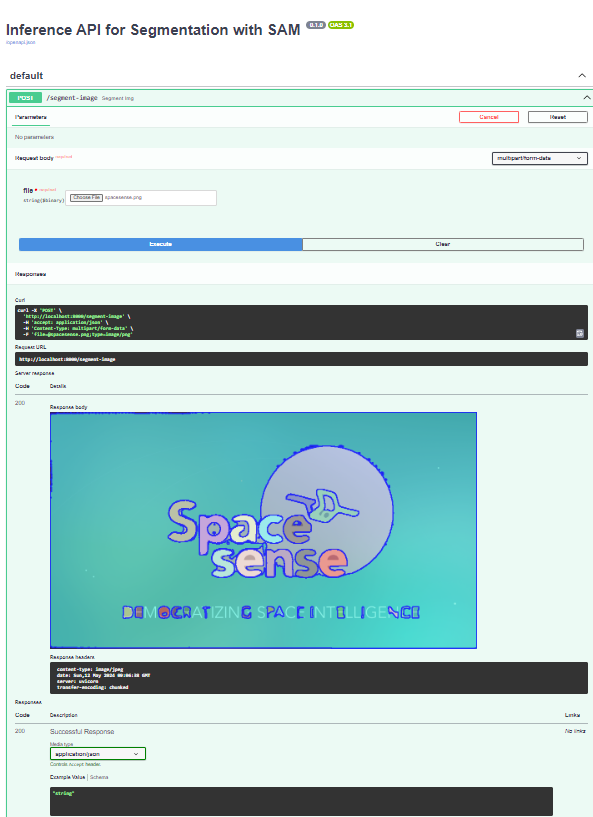 Inference API for Segmentation with SAM 0.1.0 OAS 3.1
/openapi.json
default
POST /segment-image Segment Img
Parameters Cancel Reset
No parameters
Request body required multipart/form-data
file * required
string($binary) Choose File spacesense.png
Execute Clear
Responses
Curl
curl -X 'POST' \
'http://localhost:8000/segment-image' \
-H 'accept: application/json' \
-H 'Content-Type: multipart/form-data' \
-F 'file=@spacesense.png;type=image/png'
Request URL
http://localhost:8000/segment-image
Server response
Code Details
200
Response body
Space
sense
DEMOCRATIZING SPACE INTELLIGENCE
Response headers
content-type: image/jpeg
date: Sun,12 May 2024 00:06:38 GMT
server: uvicorn
transfer-encoding: chunked
Responses
Code Description Links
200 Successful Response No links
Media type
application/json
Controls Accept header.
Example Value | Schema
"string"